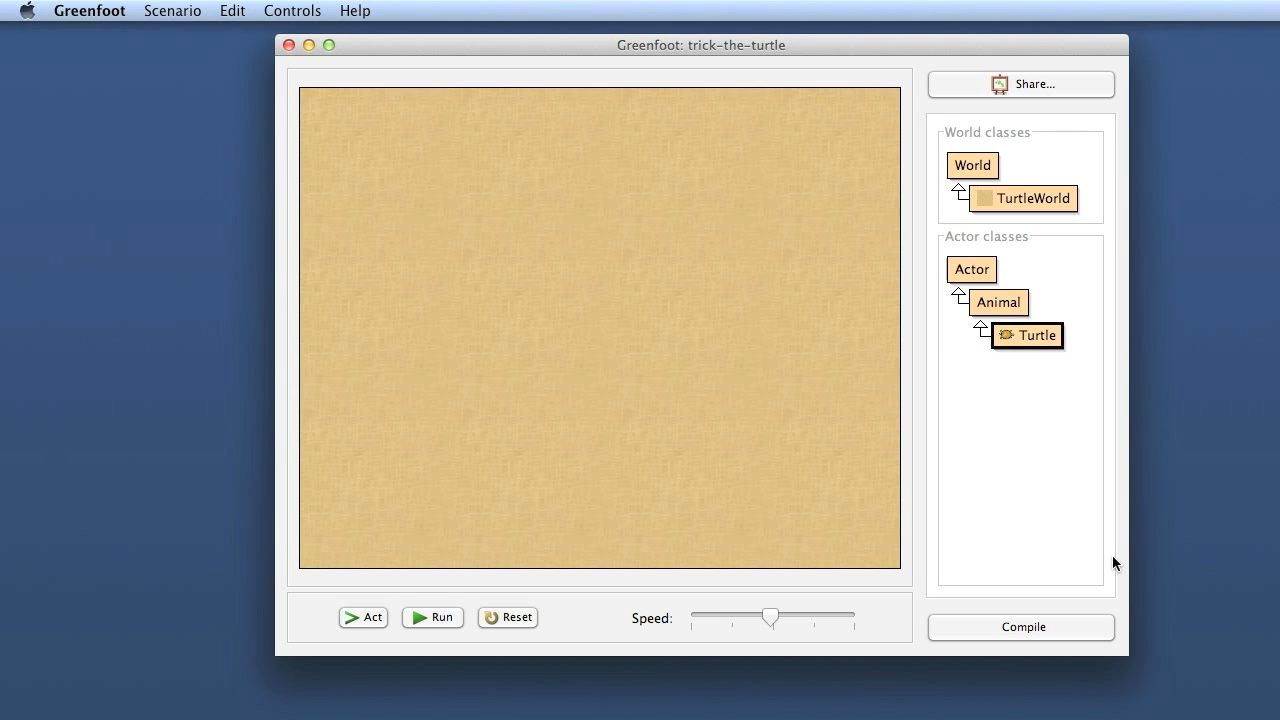 Greenfoot Scenario Edit Controls Help
Greenfoot: trick-the-turtle
Share...
World classes
World
TurtleWorld
Actor classes
Actor
Animal
Turtle
Act Run Reset Speed:
Compile